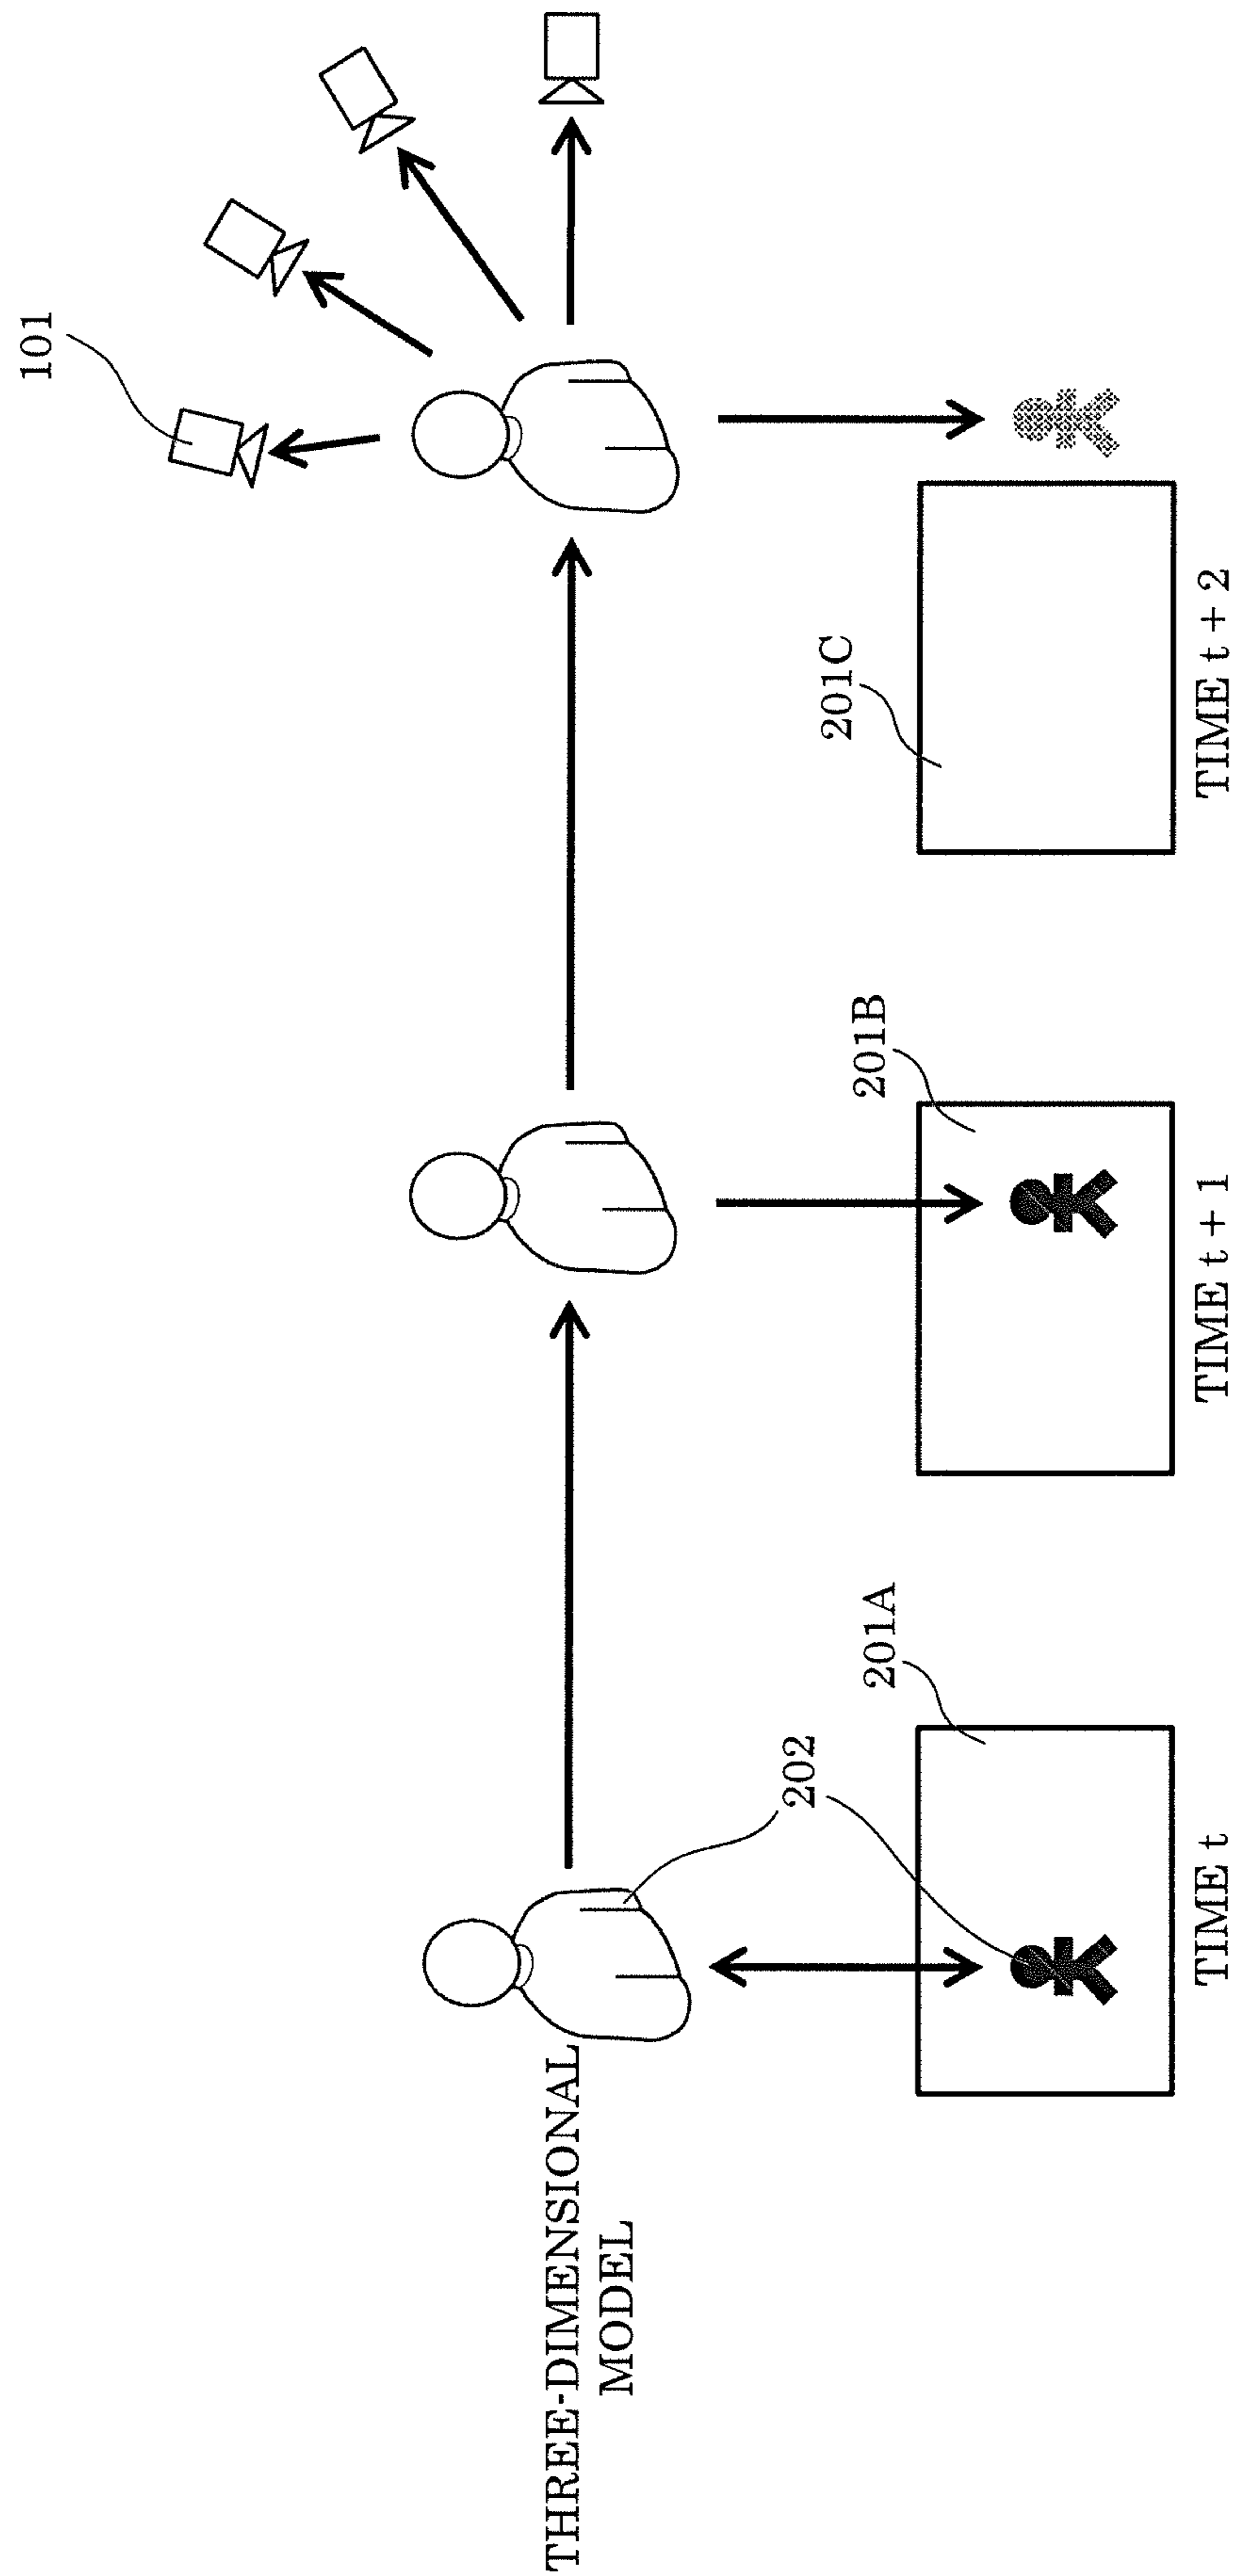 101
THREE-DIMENSIONAL
MODEL
202
201A
201B
201C
TIME t
TIME t + 1
TIME t + 2